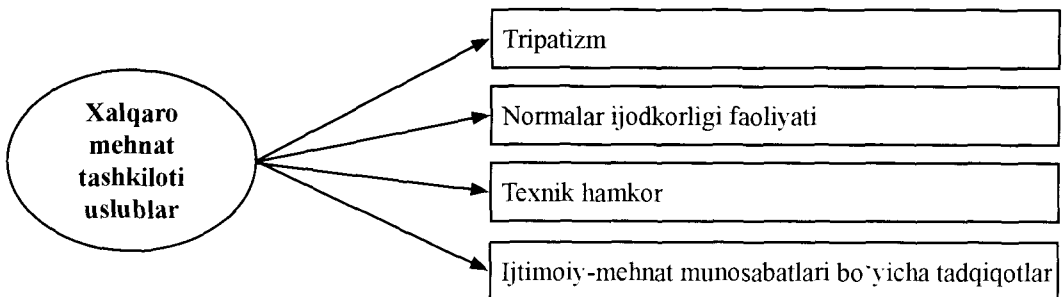 Xalqaro
mehnat
tashkiloti
uslublar
Tripatizm
Normalar ijodkorligi faoliyati
Texnik hamkor
Ijtimoiy-mehnat munosabatlari bo`yicha tadqiqotlar